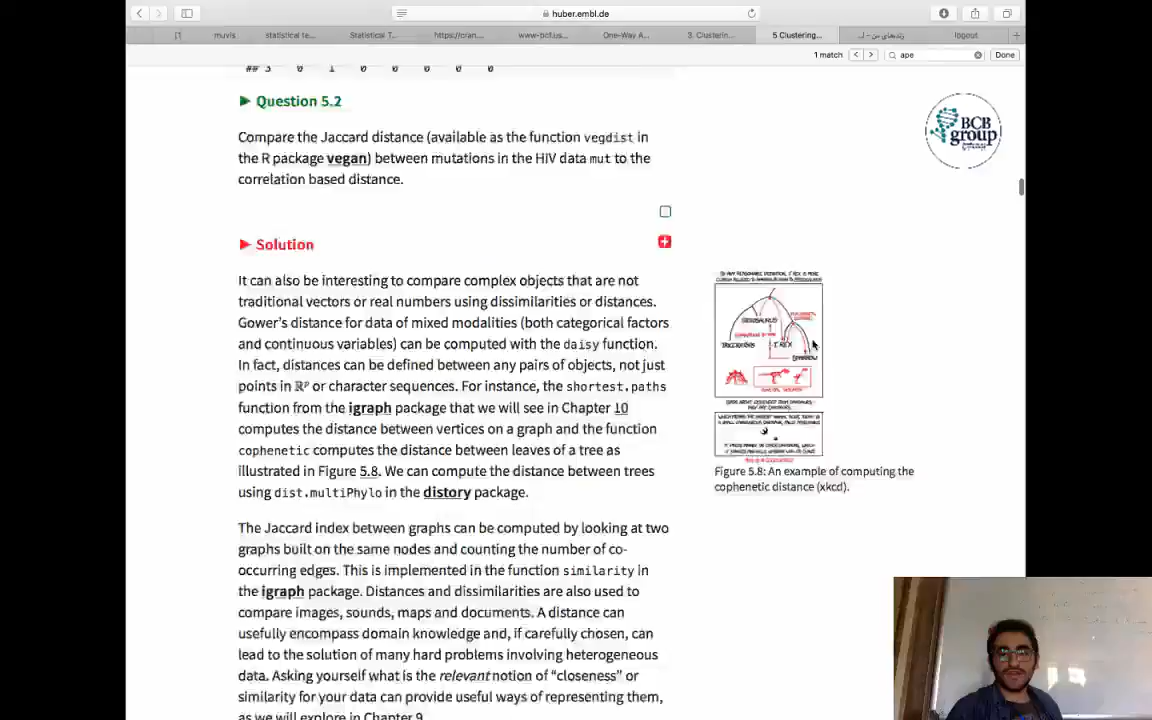 huber.embl.de
muvis
statistical te...
Statistical T...
https://cran...
www-bcf.us...
One-Way A...
3. Clusterin...
5 Clustering...
logout
1 match
ape
Done
## 3 0 1 0 0 0 0 0
Question 5.2
Compare the Jaccard distance (available as the function vegdist in
the R package vegan) between mutations in the HIV data mut to the
correlation based distance.
BCB
group
Solution
It can also be interesting to compare complex objects that are not
traditional vectors or real numbers using dissimilarities or distances.
Gower's distance for data of mixed modalities (both categorical factors
and continuous variables) can be computed with the daisy function.
In fact, distances can be defined between any pairs of objects, not just
points in ℝᵖ or character sequences. For instance, the shortest.paths
function from the igraph package that we will see in Chapter 10
computes the distance between vertices on a graph and the function
cophenetic computes the distance between leaves of a tree as
illustrated in Figure 5.8. We can compute the distance between trees
using dist.multiPhylo in the distory package.
STEGOSAURUS
TRICERATOPS
T. REX
SPARROW
Figure 5.8: An example of computing the
cophenetic distance (xkcd).
The Jaccard index between graphs can be computed by looking at two
graphs built on the same nodes and counting the number of co-
occurring edges. This is implemented in the function similarity in
the igraph package. Distances and dissimilarities are also used to
compare images, sounds, maps and documents. A distance can
usefully encompass domain knowledge and, if carefully chosen, can
lead to the solution of many hard problems involving heterogeneous
data. Asking yourself what is the relevant notion of "closeness" or
similarity for your data can provide useful ways of representing them,
as we will explore in Chapter 9.